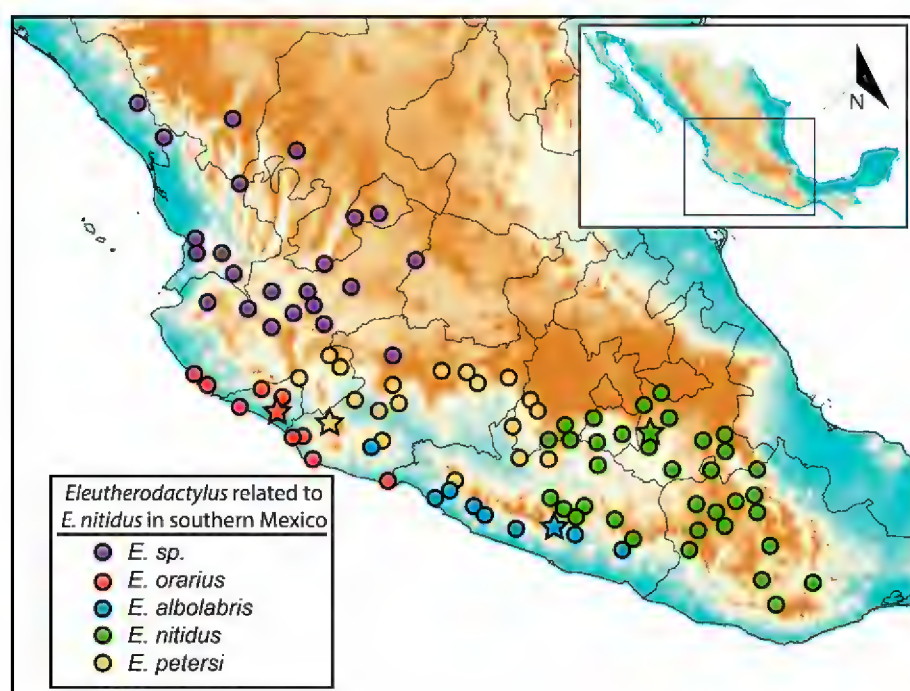 N
Eleutherodactylus related to
E. nitidus in southern Mexico
E. sp.
E. orarius
E. albolabris
E. nitidus
E. petersi